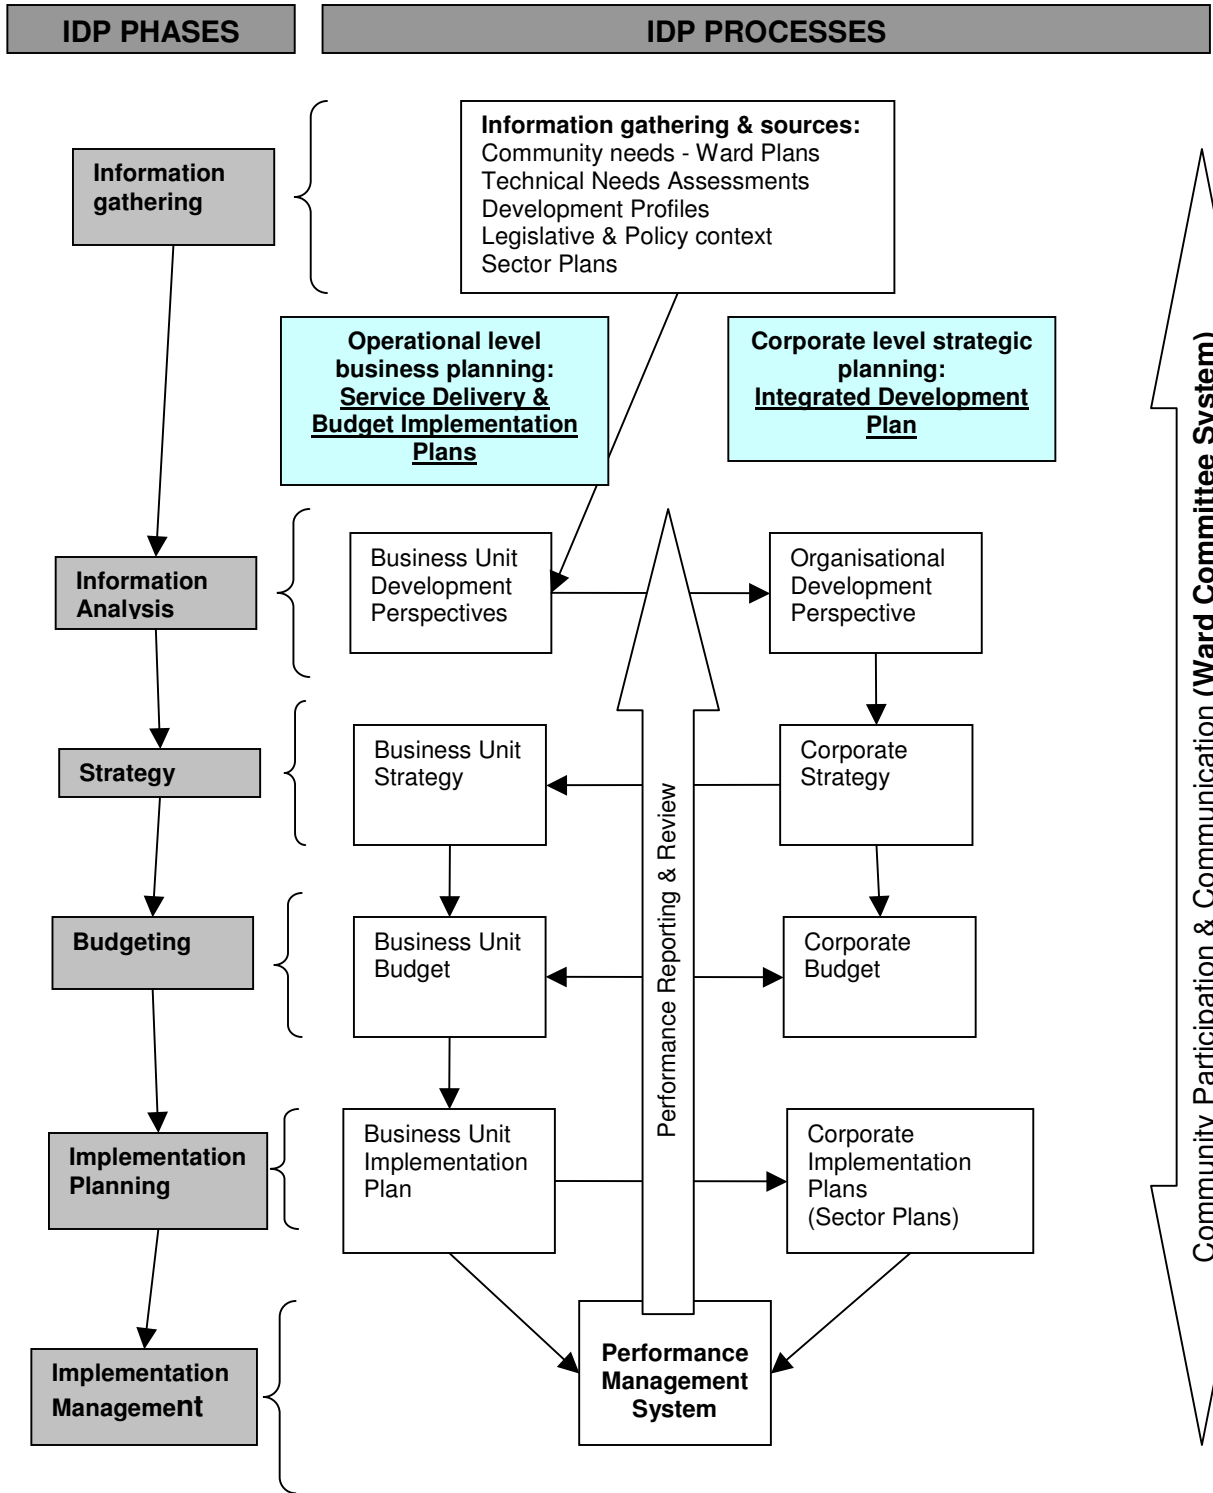 IDP PHASES
IDP PROCESSES
Information
gathering
Information gathering & sources:
Community needs - Ward Plans
Technical Needs Assessments
Development Profiles
Legislative & Policy context
Sector Plans
Operational level
business planning:
Service Delivery &
Budget Implementation
Plans
Corporate level strategic
planning:
Integrated Development
Plan
Information
Analysis
Business Unit
Development
Perspectives
Organisational
Development
Perspective
Strategy
Business Unit
Strategy
Corporate
Strategy
Budgeting
Business Unit
Budget
Corporate
Budget
Implementation
Planning
Business Unit
Implementation
Plan
Corporate
Implementation
Plans
(Sector Plans)
Implementation
Management
Performance
Management
System
Performance Reporting & Review
Community Participation & Communication (Ward Committee System)